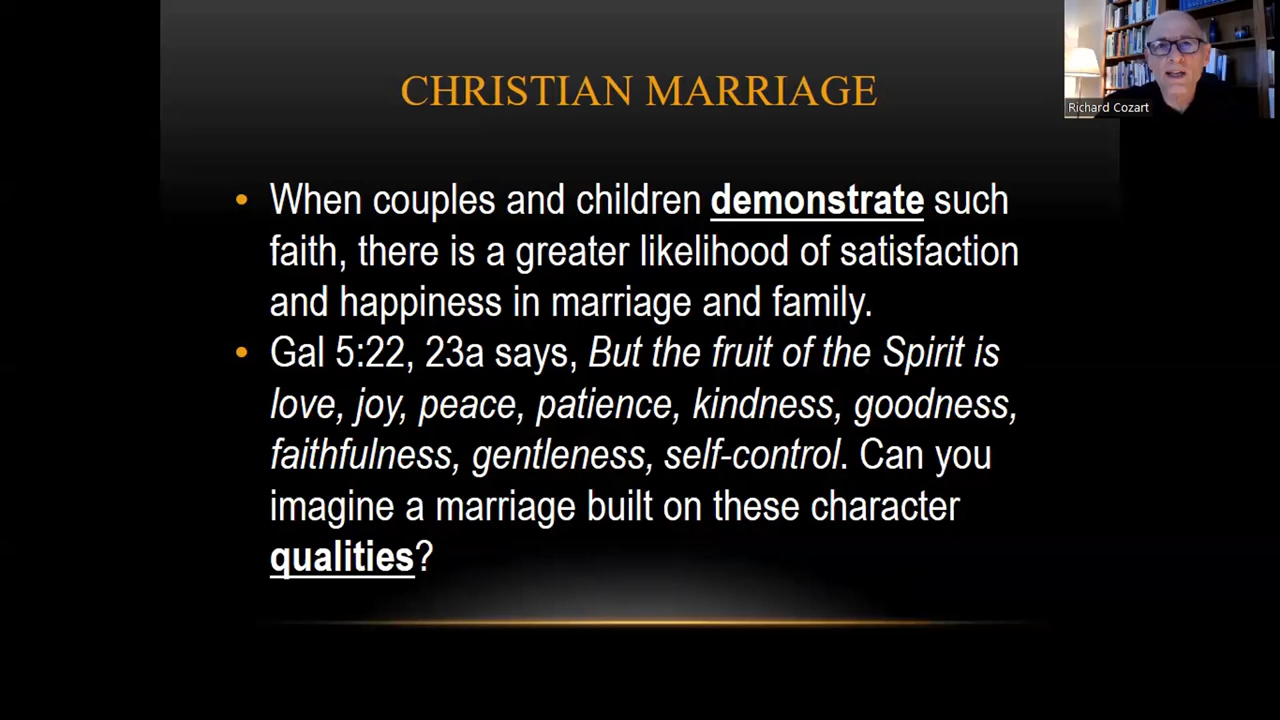 CHRISTIAN MARRIAGE
Richard Cozart
• When couples and children demonstrate such
faith, there is a greater likelihood of satisfaction
and happiness in marriage and family.
• Gal 5:22, 23a says, But the fruit of the Spirit is
love, joy, peace, patience, kindness, goodness,
faithfulness, gentleness, self-control. Can you
imagine a marriage built on these character
qualities?